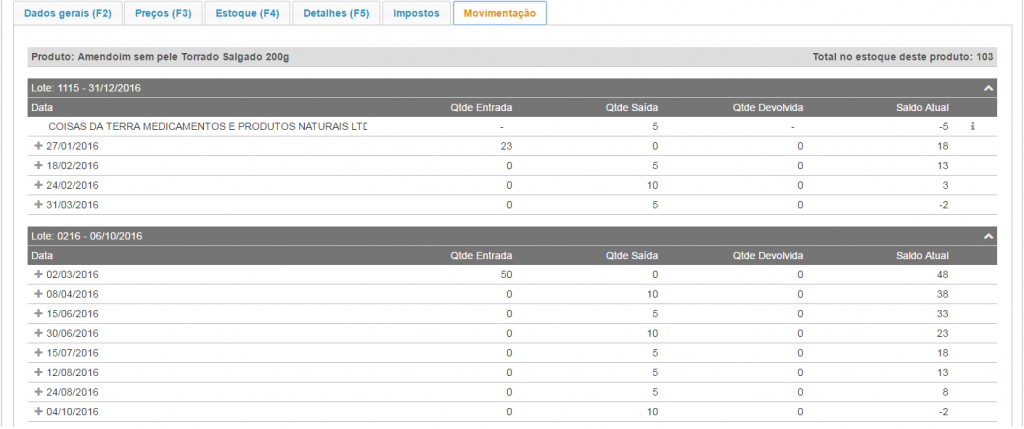 Dados gerais (F2) Preços (F3) Estoque (F4) Detalhes (F5) Impostos Movimentação
Produto: Amendoim sem pele Torrado Salgado 200g Total no estoque deste produto: 103
Lote: 1115 - 31/12/2016
Data Qtde Entrada Qtde Saída Qtde Devolvida Saldo Atual
COISAS DA TERRA MEDICAMENTOS E PRODUTOS NATURAIS LTD - 5 - -5 i
+ 27/01/2016 23 0 0 18
+ 18/02/2016 0 5 0 13
+ 24/02/2016 0 10 0 3
+ 31/03/2016 0 5 0 -2
Lote: 0216 - 06/10/2016
Data Qtde Entrada Qtde Saída Qtde Devolvida Saldo Atual
+ 02/03/2016 50 0 0 48
+ 08/04/2016 0 10 0 38
+ 15/06/2016 0 5 0 33
+ 30/06/2016 0 10 0 23
+ 15/07/2016 0 5 0 18
+ 12/08/2016 0 5 0 13
+ 24/08/2016 0 5 0 8
+ 04/10/2016 0 10 0 -2